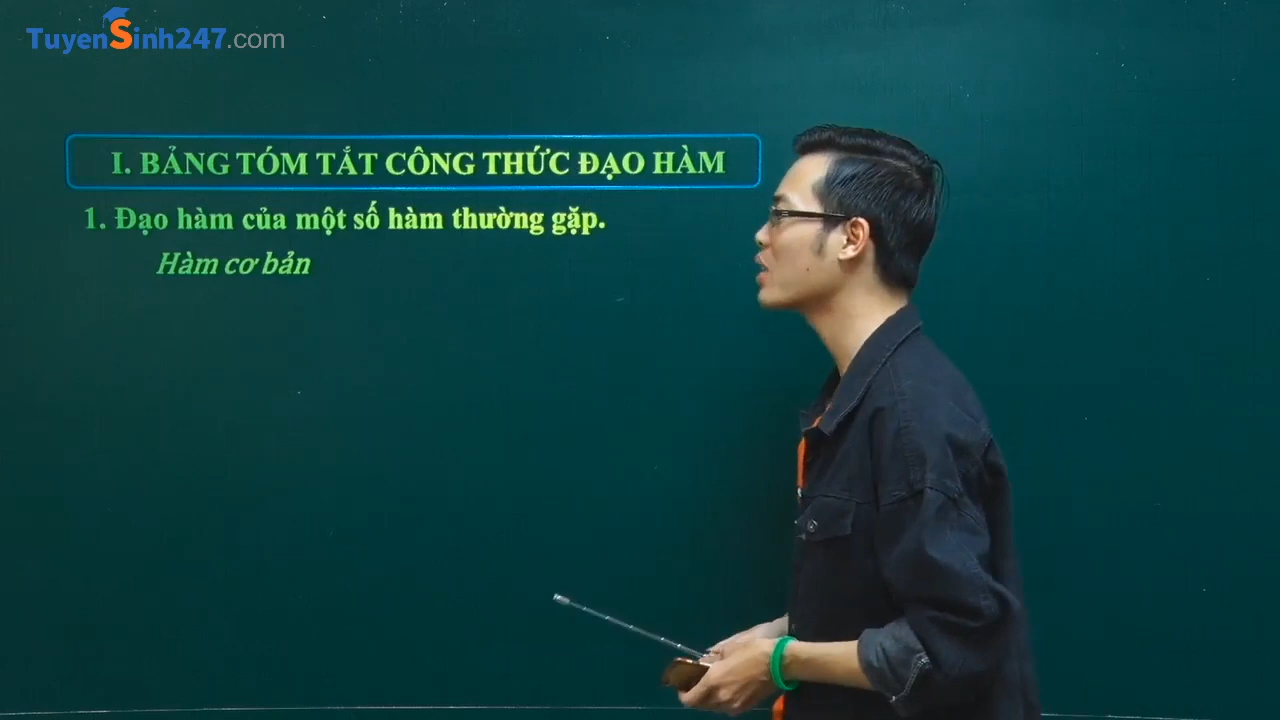 TuyenSinh247.com
I. BẢNG TÓM TẮT CÔNG THỨC ĐẠO HÀM
1. Đạo hàm của một số hàm thường gặp.
Hàm cơ bản